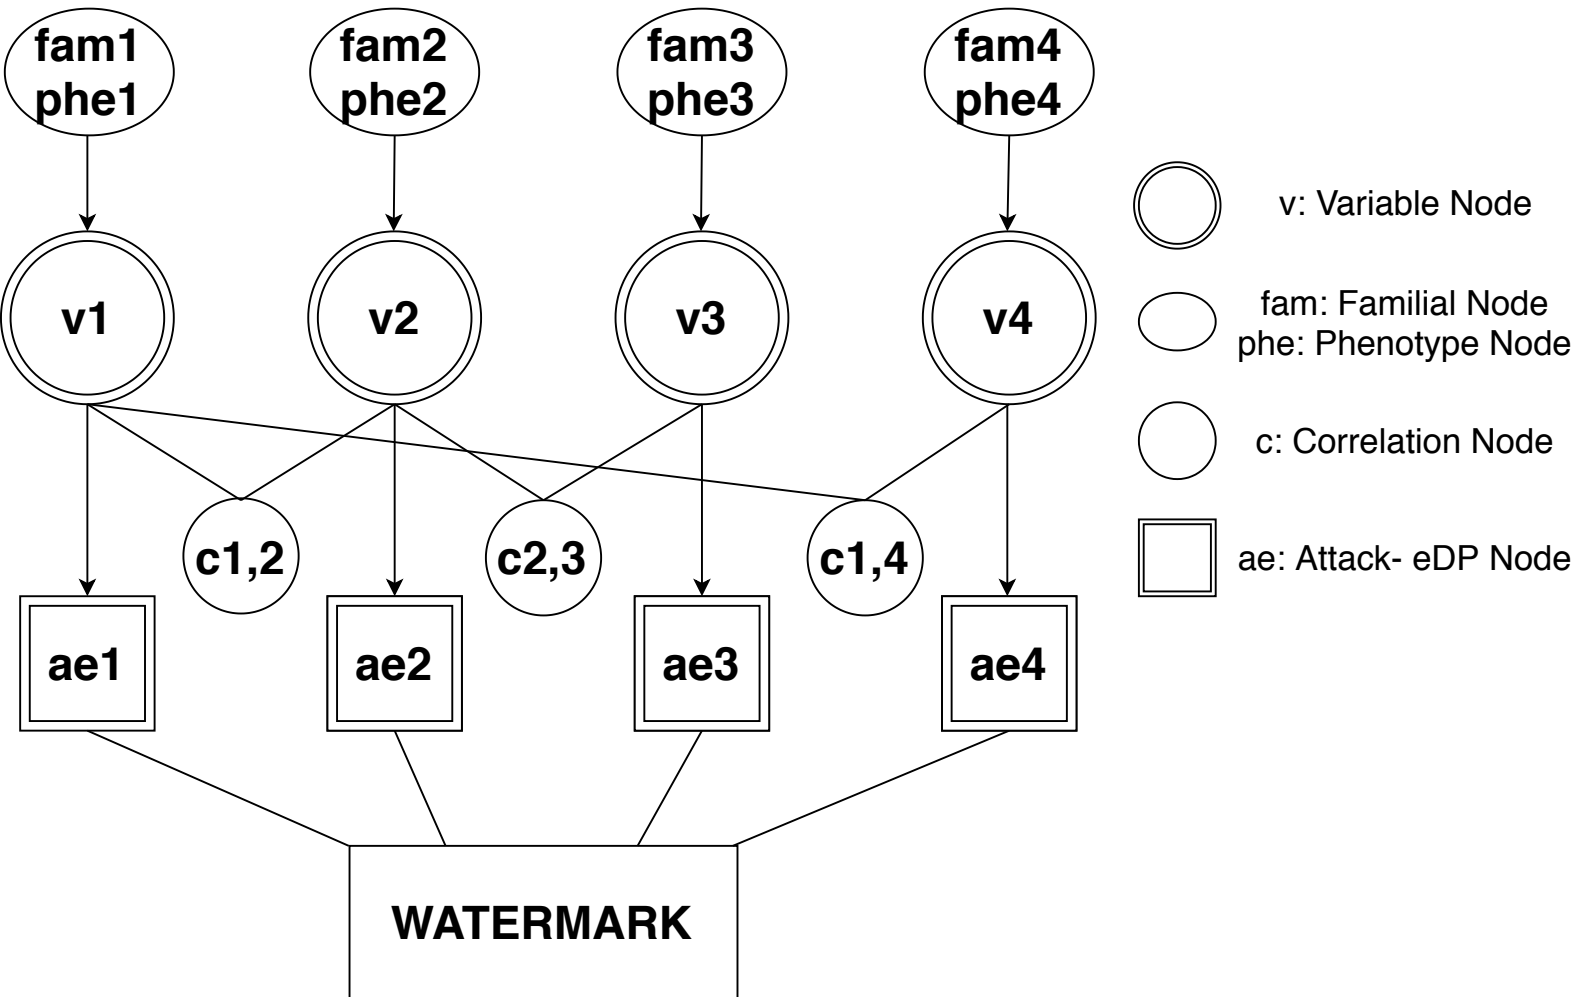 fam1
phe1
fam2
phe2
fam3
phe3
fam4
phe4
v: Variable Node
fam: Familial Node
phe: Phenotype Node
v1
v2
v3
v4
c: Correlation Node
c1,2
c2,3
c1,4
ae: Attack- eDP Node
ae1
ae2
ae3
ae4
WATERMARK